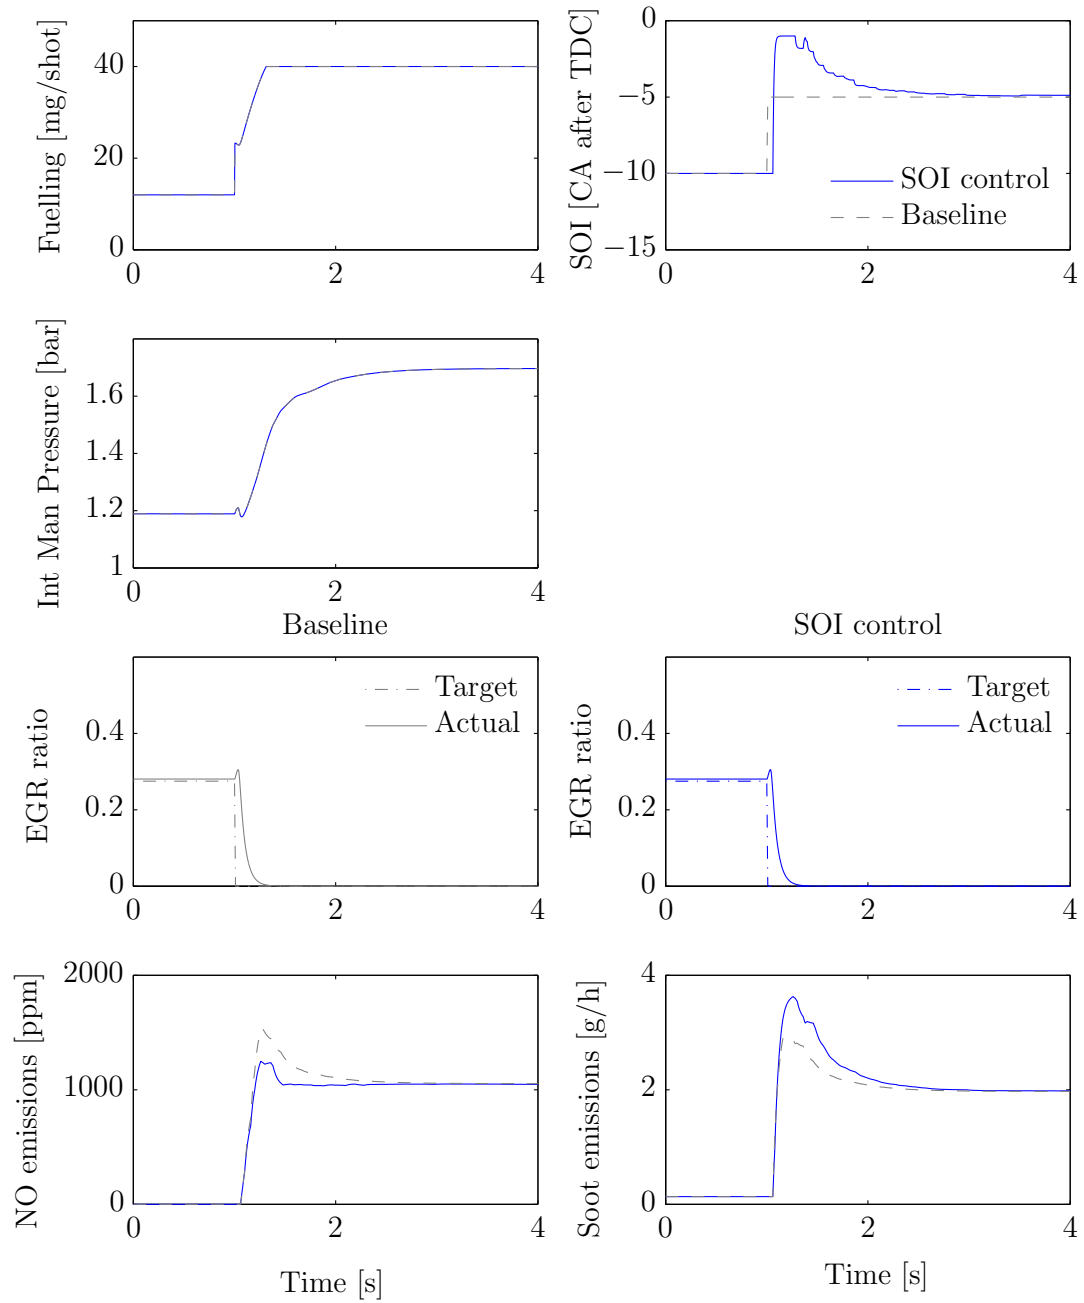 Fuelling [mg/shot]
40
20
0
0 2 4
SOI [CA after TDC]
0
−5
−10
−15
SOI control
Baseline
0 2 4
Int Man Pressure [bar]
1.6
1.4
1.2
1
0 2 4
Baseline
SOI control
EGR ratio
0.4
0.2
0
Target
Actual
0 2 4
EGR ratio
0.4
0.2
0
Target
Actual
0 2 4
NO emissions [ppm]
2000
1000
0
0 2 4
Time [s]
Soot emissions [g/h]
4
2
0
0 2 4
Time [s]